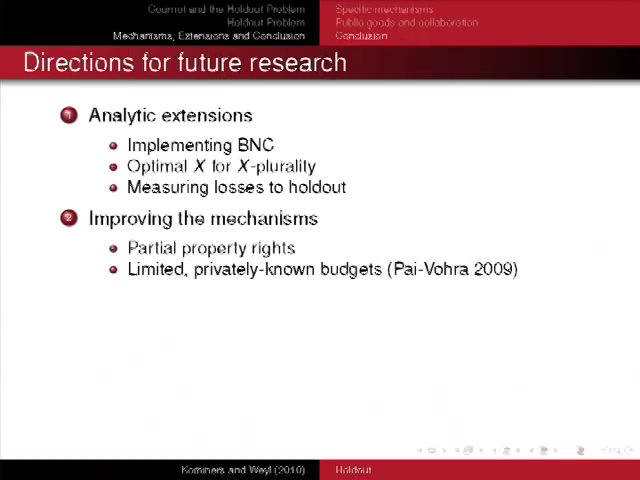 Cournot and the Holdout Problem
Holdout Problem
Mechanisms, Extensions and Conclusion
Specific mechanisms
Public goods and collaboration
Conclusion
Directions for future research
1 Analytic extensions
Implementing BNC
Optimal X for X-plurality
Measuring losses to holdout
2 Improving the mechanisms
Partial property rights
Limited, privately-known budgets (Pai-Vohra 2009)
Kominers and Weyl (2010)
Holdout